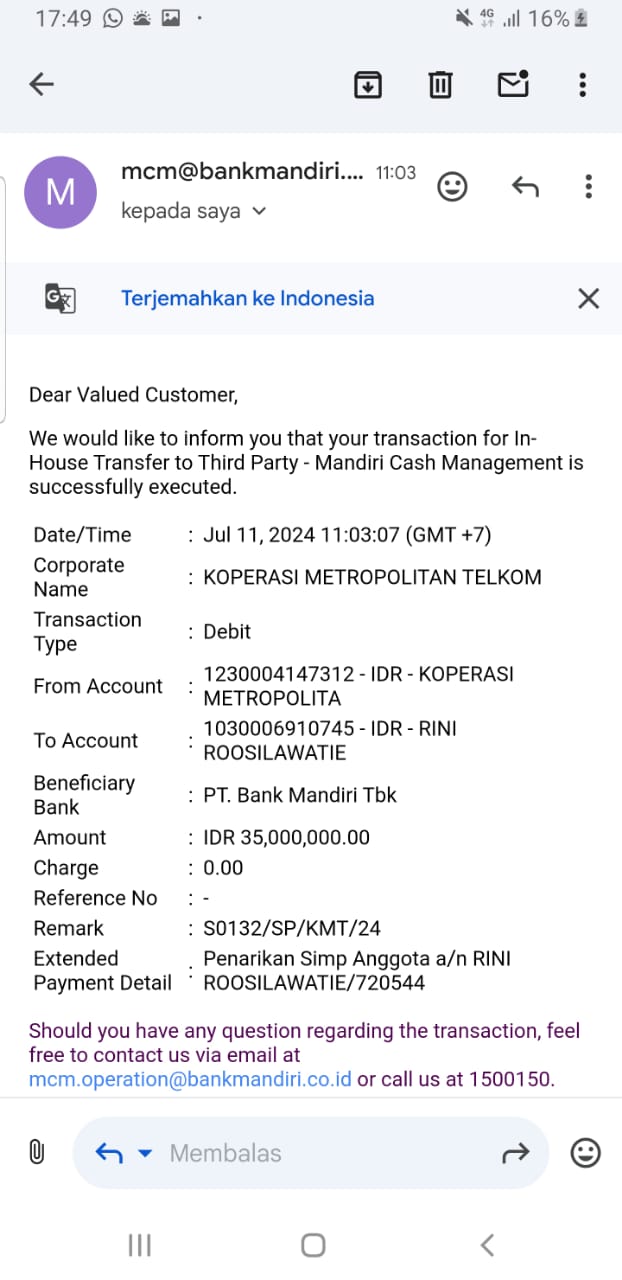 17:49
4G
16%
M
mcm@bankmandiri.... 11:03
kepada saya
Terjemahkan ke Indonesia
Dear Valued Customer,
We would like to inform you that your transaction for In-
House Transfer to Third Party - Mandiri Cash Management is
successfully executed.
Date/Time : Jul 11, 2024 11:03:07 (GMT +7)
Corporate
Name : KOPERASI METROPOLITAN TELKOM
Transaction
Type : Debit
From Account : 1230004147312 - IDR - KOPERASI
METROPOLITA
To Account : 1030006910745 - IDR - RINI
ROOSILAWATIE
Beneficiary
Bank : PT. Bank Mandiri Tbk
Amount : IDR 35,000,000.00
Charge : 0.00
Reference No : -
Remark : S0132/SP/KMT/24
Extended
Payment Detail : Penarikan Simp Anggota a/n RINI
ROOSILAWATIE/720544
Should you have any question regarding the transaction, feel
free to contact us via email at
mcm.operation@bankmandiri.co.id or call us at 1500150.
Membalas